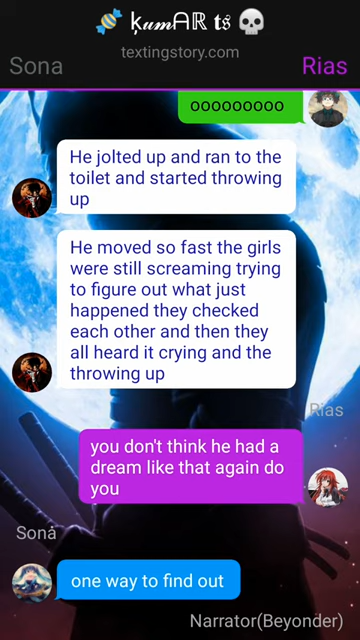 🍬 ķ𝓾𝓶ᗩℝ 𝔱ऽ 💀
textingstory.com
Sona Rias
ooooooooo
He jolted up and ran to the
toilet and started throwing
up
He moved so fast the girls
were still screaming trying
to figure out what just
happened they checked
each other and then they
all heard it crying and the
throwing up
Rias
you don't think he had a
dream like that again do
you
Sona
one way to find out
Narrator(Beyonder)